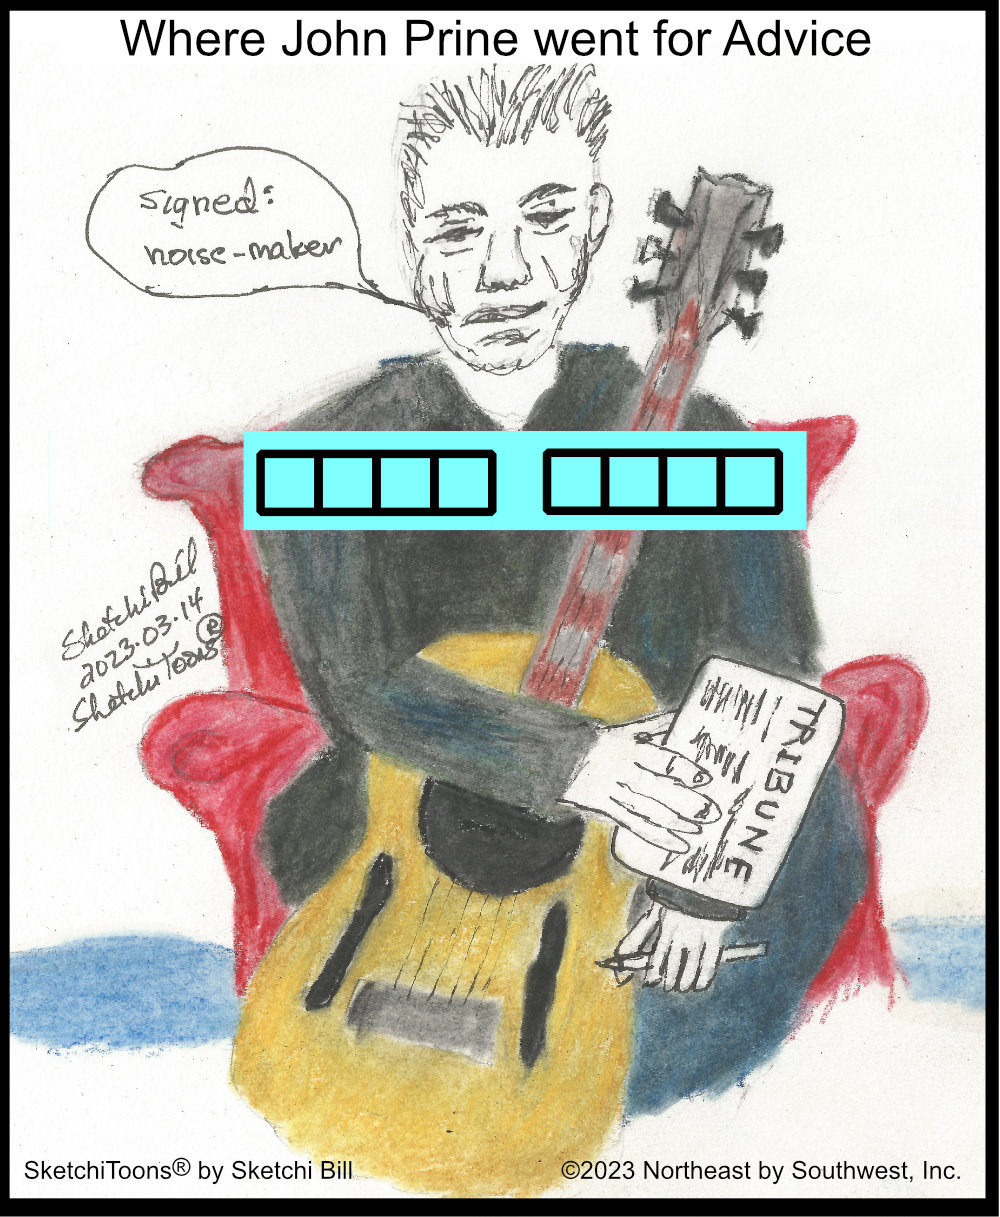 Where John Prine went for Advice
signed:
noise-maker
SketchiBill
2023.03.14
SketchiToons®
TRIBUNE
SketchiToons® by Sketchi Bill
©2023 Northeast by Southwest, Inc.